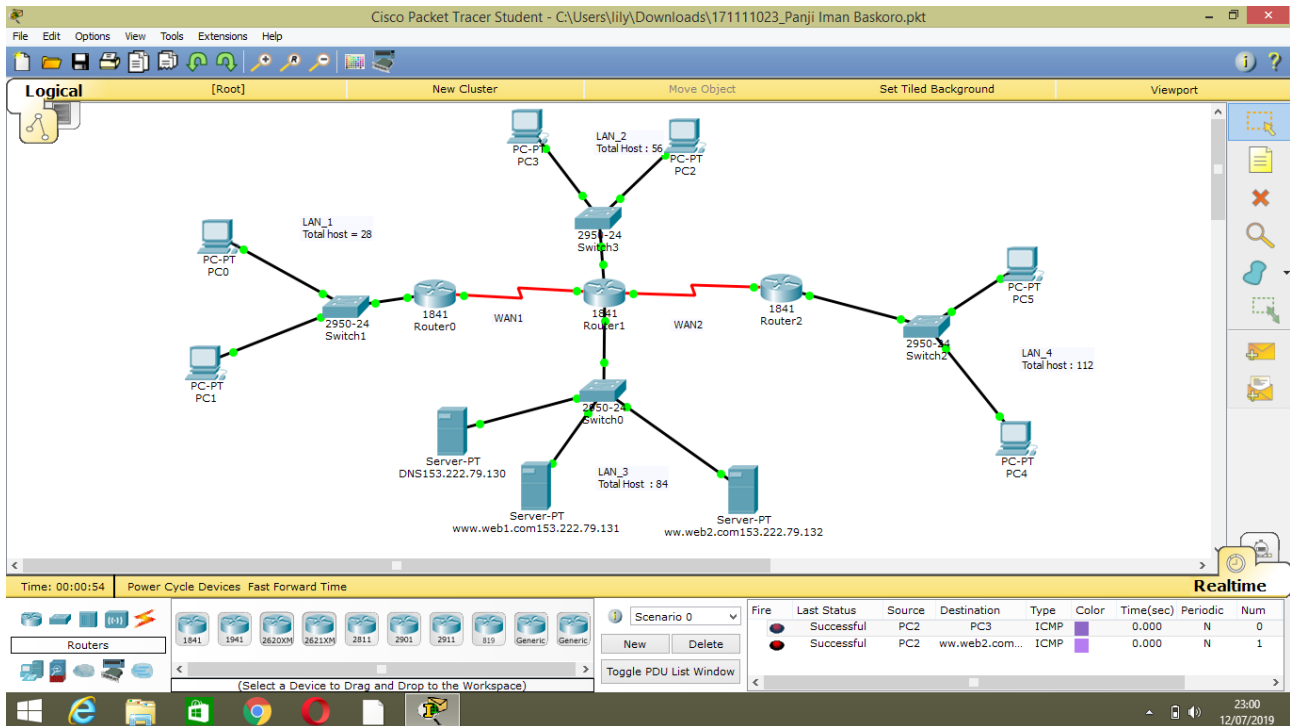 Cisco Packet Tracer Student - C:\Users\lily\Downloads\171111023_Panji Iman Baskoro.pkt
File Edit Options View Tools Extensions Help
Logical [Root] New Cluster Move Object Set Tiled Background Viewport
PC-PT
PC3
LAN_2
Total Host : 56
PC-PT
PC2
2950-24
Switch3
LAN_1
Total host = 28
PC-PT
PC0
2950-24
Switch1
PC-PT
PC1
1841
Router0
WAN1
1841
Router1
WAN2
1841
Router2
PC-PT
PC5
2950-24
Switch2
LAN_4
Total host : 112
PC-PT
PC4
2950-24
Switch0
Server-PT
DNS153.222.79.130
LAN_3
Total Host : 84
Server-PT
www.web1.com153.222.79.131
Server-PT
ww.web2.com153.222.79.132
Time: 00:00:54 Power Cycle Devices Fast Forward Time Realtime
Routers
1841 1941 2620XM 2621XM 2811 2901 2911 819 Generic Generic
(Select a Device to Drag and Drop to the Workspace)
Scenario 0
New Delete
Toggle PDU List Window
Fire Last Status Source Destination Type Color Time(sec) Periodic Num
Successful PC2 PC3 ICMP 0.000 N 0
Successful PC2 ww.web2.com... ICMP 0.000 N 1
23:00
12/07/2019